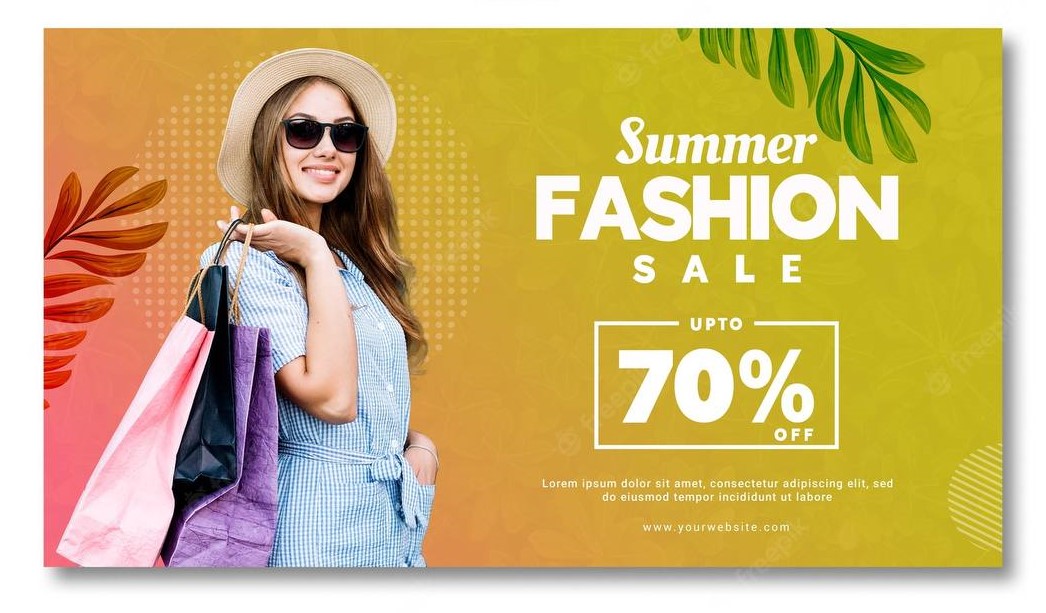 Summer
FASHION
SALE
UPTO
70%
OFF
Lorem ipsum dolor sit amet, consectetur adipiscing elit, sed
do eiusmod tempor incididunt ut labore
www.yourwebsite.com